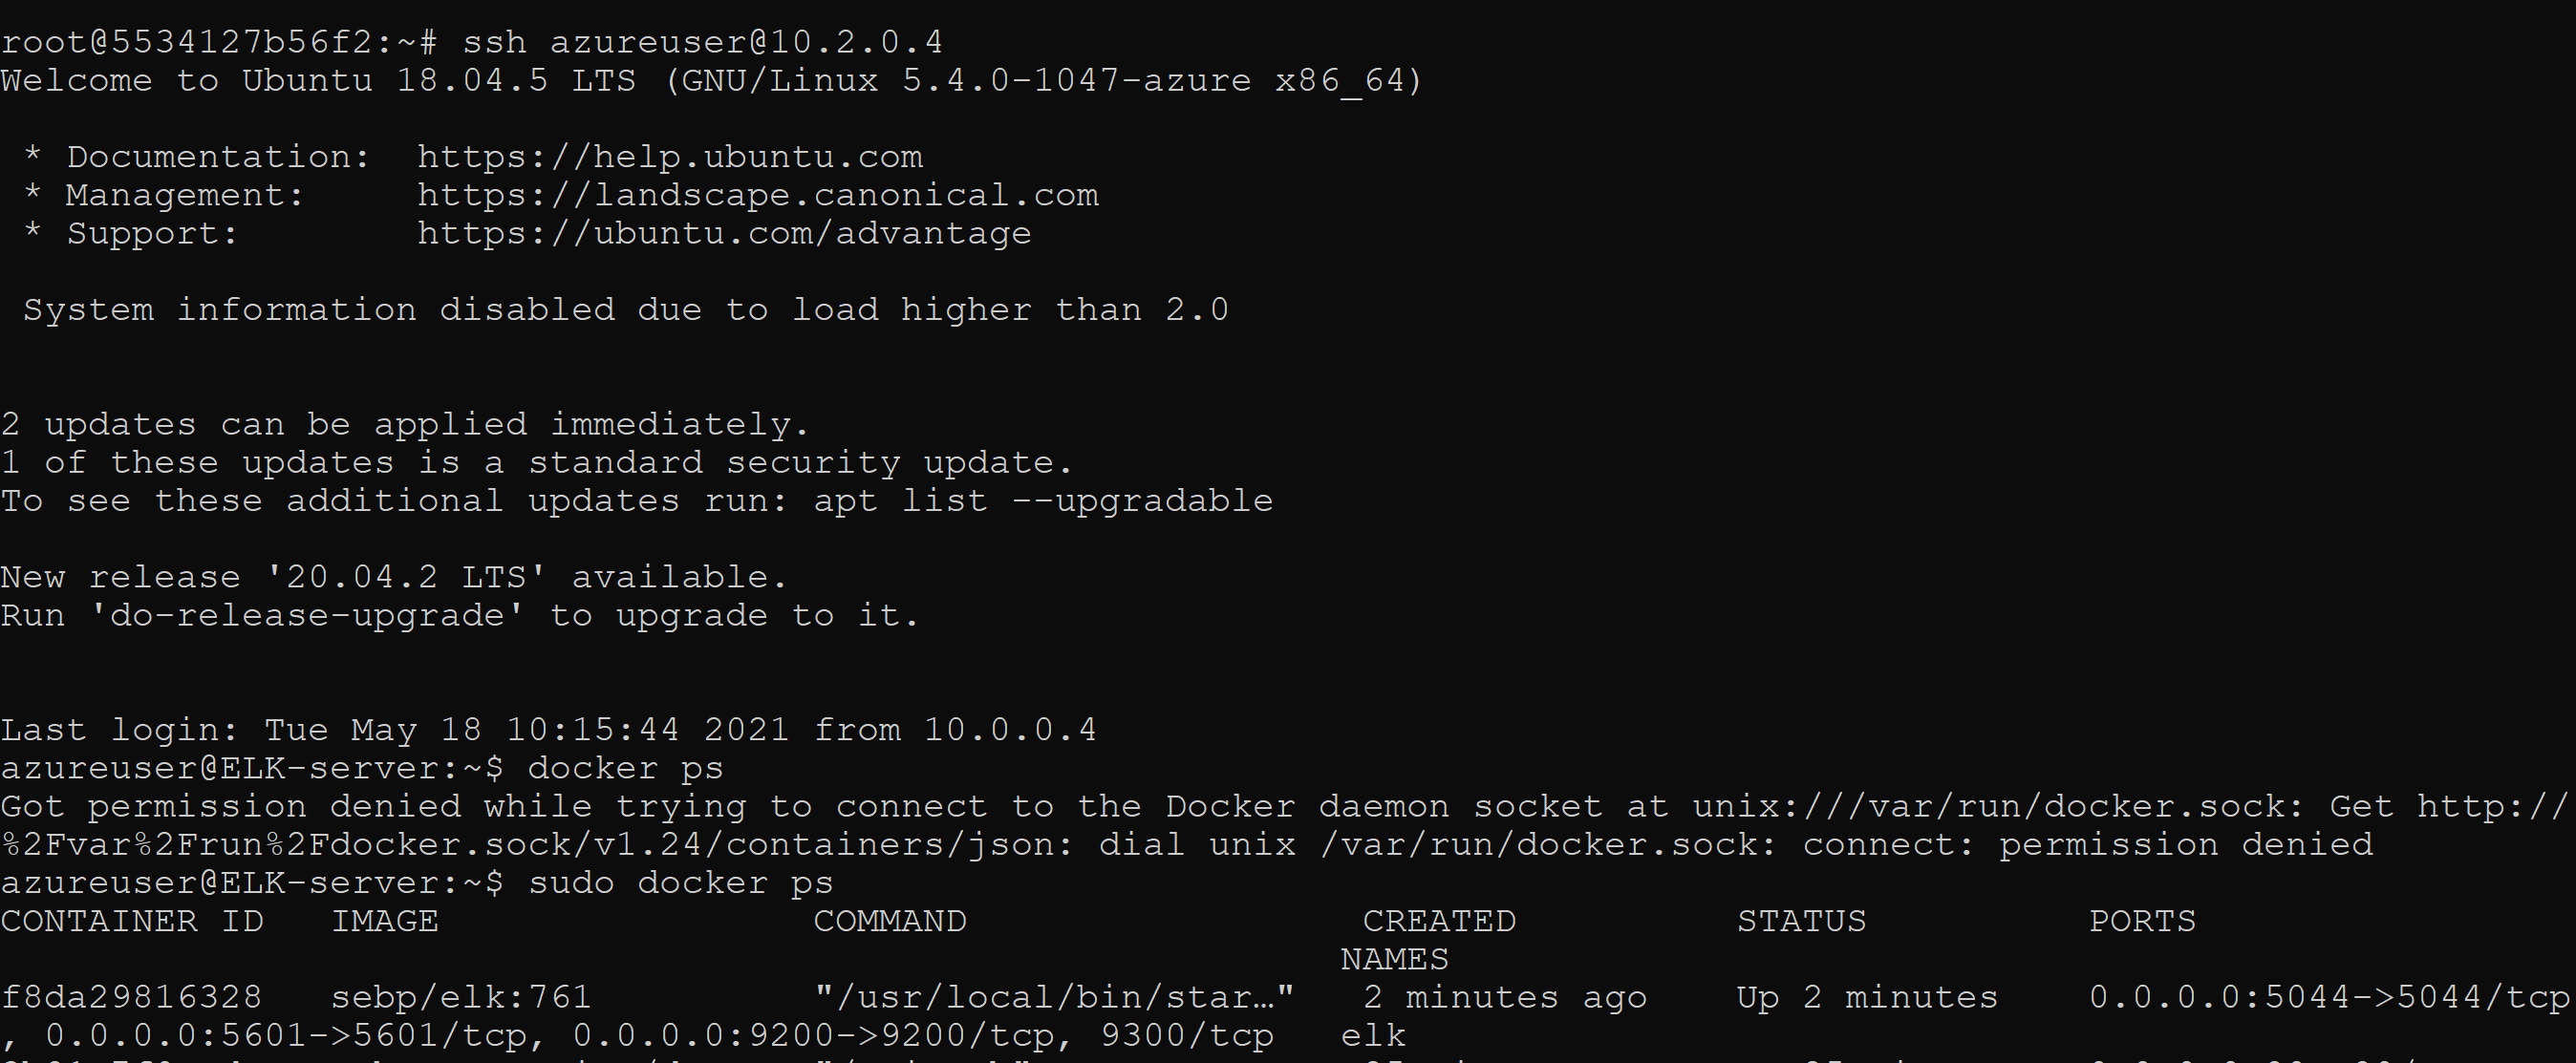 root@5534127b56f2:~# ssh azureuser@10.2.0.4
Welcome to Ubuntu 18.04.5 LTS (GNU/Linux 5.4.0-1047-azure x86_64)
 * Documentation:  https://help.ubuntu.com
 * Management:     https://landscape.canonical.com
 * Support:        https://ubuntu.com/advantage
 System information disabled due to load higher than 2.0
2 updates can be applied immediately.
1 of these updates is a standard security update.
To see these additional updates run: apt list --upgradable
New release '20.04.2 LTS' available.
Run 'do-release-upgrade' to upgrade to it.
Last login: Tue May 18 10:15:44 2021 from 10.0.0.4
azureuser@ELK-server:~$ docker ps
Got permission denied while trying to connect to the Docker daemon socket at unix:///var/run/docker.sock: Get http://
%2Fvar%2Frun%2Fdocker.sock/v1.24/containers/json: dial unix /var/run/docker.sock: connect: permission denied
azureuser@ELK-server:~$ sudo docker ps
CONTAINER ID   IMAGE                 COMMAND                  CREATED          STATUS          PORTS
NAMES
f8da29816328   sebp/elk:761          "/usr/local/bin/star…"   2 minutes ago    Up 2 minutes    0.0.0.0:5044->5044/tcp
, 0.0.0.0:5601->5601/tcp, 0.0.0.0:9200->9200/tcp, 9300/tcp   elk